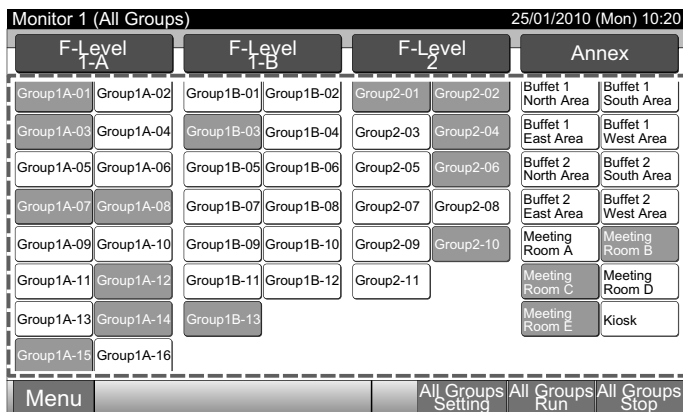 Monitor 1 (All Groups) 25/01/2010 (Mon) 10:20
F-Level
1-A
F-Level
1-B
F-Level
2
Annex
Group1A-01 Group1A-02 Group1B-01 Group1B-02 Group2-01 Group2-02
Buffet 1
North Area
Buffet 1
South Area
Group1A-03 Group1A-04 Group1B-03 Group1B-04 Group2-03 Group2-04
Buffet 1
East Area
Buffet 1
West Area
Group1A-05 Group1A-06 Group1B-05 Group1B-06 Group2-05 Group2-06
Buffet 2
North Area
Buffet 2
South Area
Group1A-07 Group1A-08 Group1B-07 Group1B-08 Group2-07 Group2-08
Buffet 2
East Area
Buffet 2
West Area
Group1A-09 Group1A-10 Group1B-09 Group1B-10 Group2-09 Group2-10
Meeting
Room A
Meeting
Room B
Group1A-11 Group1A-12 Group1B-11 Group1B-12 Group2-11
Meeting
Room C
Meeting
Room D
Group1A-13 Group1A-14 Group1B-13
Meeting
Room E
Kiosk
Group1A-15 Group1A-16
Menu
All Groups
Setting
All Groups
Run
All Groups
Stop